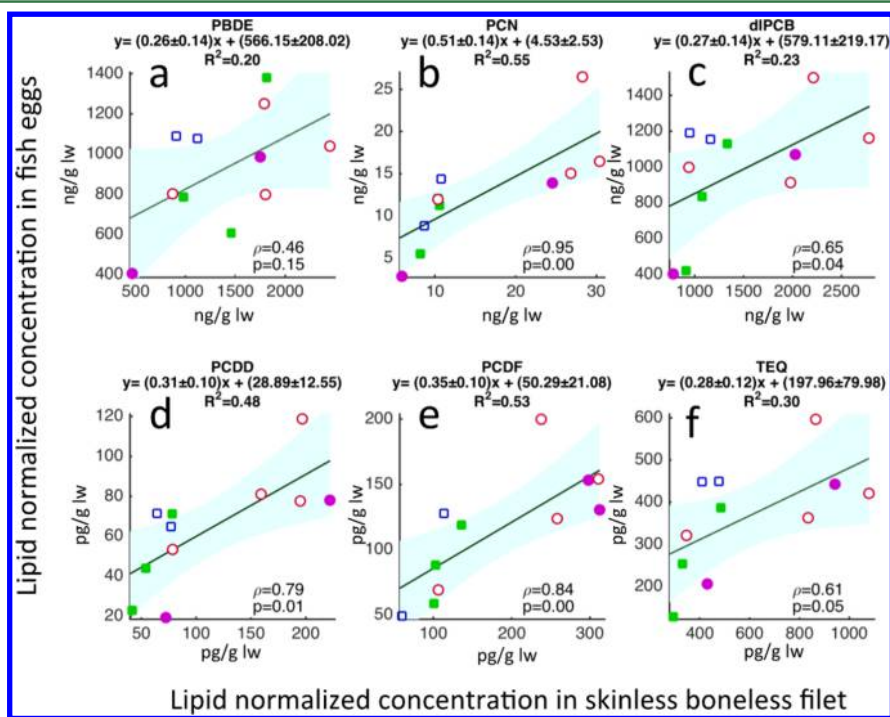 PBDE
y= (0.26±0.14)x + (566.15±208.02)
R²=0.20
a
1400
1200
1000
800
600
400
500
1000
1500
2000
ng/g lw
ng/g lw
ρ=0.46
p=0.15
PCN
y= (0.51±0.14)x + (4.53±2.53)
R²=0.55
b
25
20
15
10
5
10
20
30
ng/g lw
ng/g lw
ρ=0.95
p=0.00
dlPCB
y= (0.27±0.14)x + (579.11±219.17)
R²=0.23
c
1400
1200
1000
800
600
400
1000
1500
2000
2500
ng/g lw
ng/g lw
ρ=0.65
p=0.04
Lipid normalized concentration in fish eggs
PCDD
y= (0.31±0.10)x + (28.89±12.55)
R²=0.48
d
120
100
80
60
40
20
50
100
150
200
pg/g lw
pg/g lw
ρ=0.79
p=0.01
PCDF
y= (0.35±0.10)x + (50.29±21.08)
R²=0.53
e
200
150
100
50
100
200
300
pg/g lw
pg/g lw
ρ=0.84
p=0.00
TEQ
y= (0.28±0.12)x + (197.96±79.98)
R²=0.30
f
600
500
400
300
200
400
600
800
1000
pg/g lw
pg/g lw
ρ=0.61
p=0.05
Lipid normalized concentration in skinless boneless filet